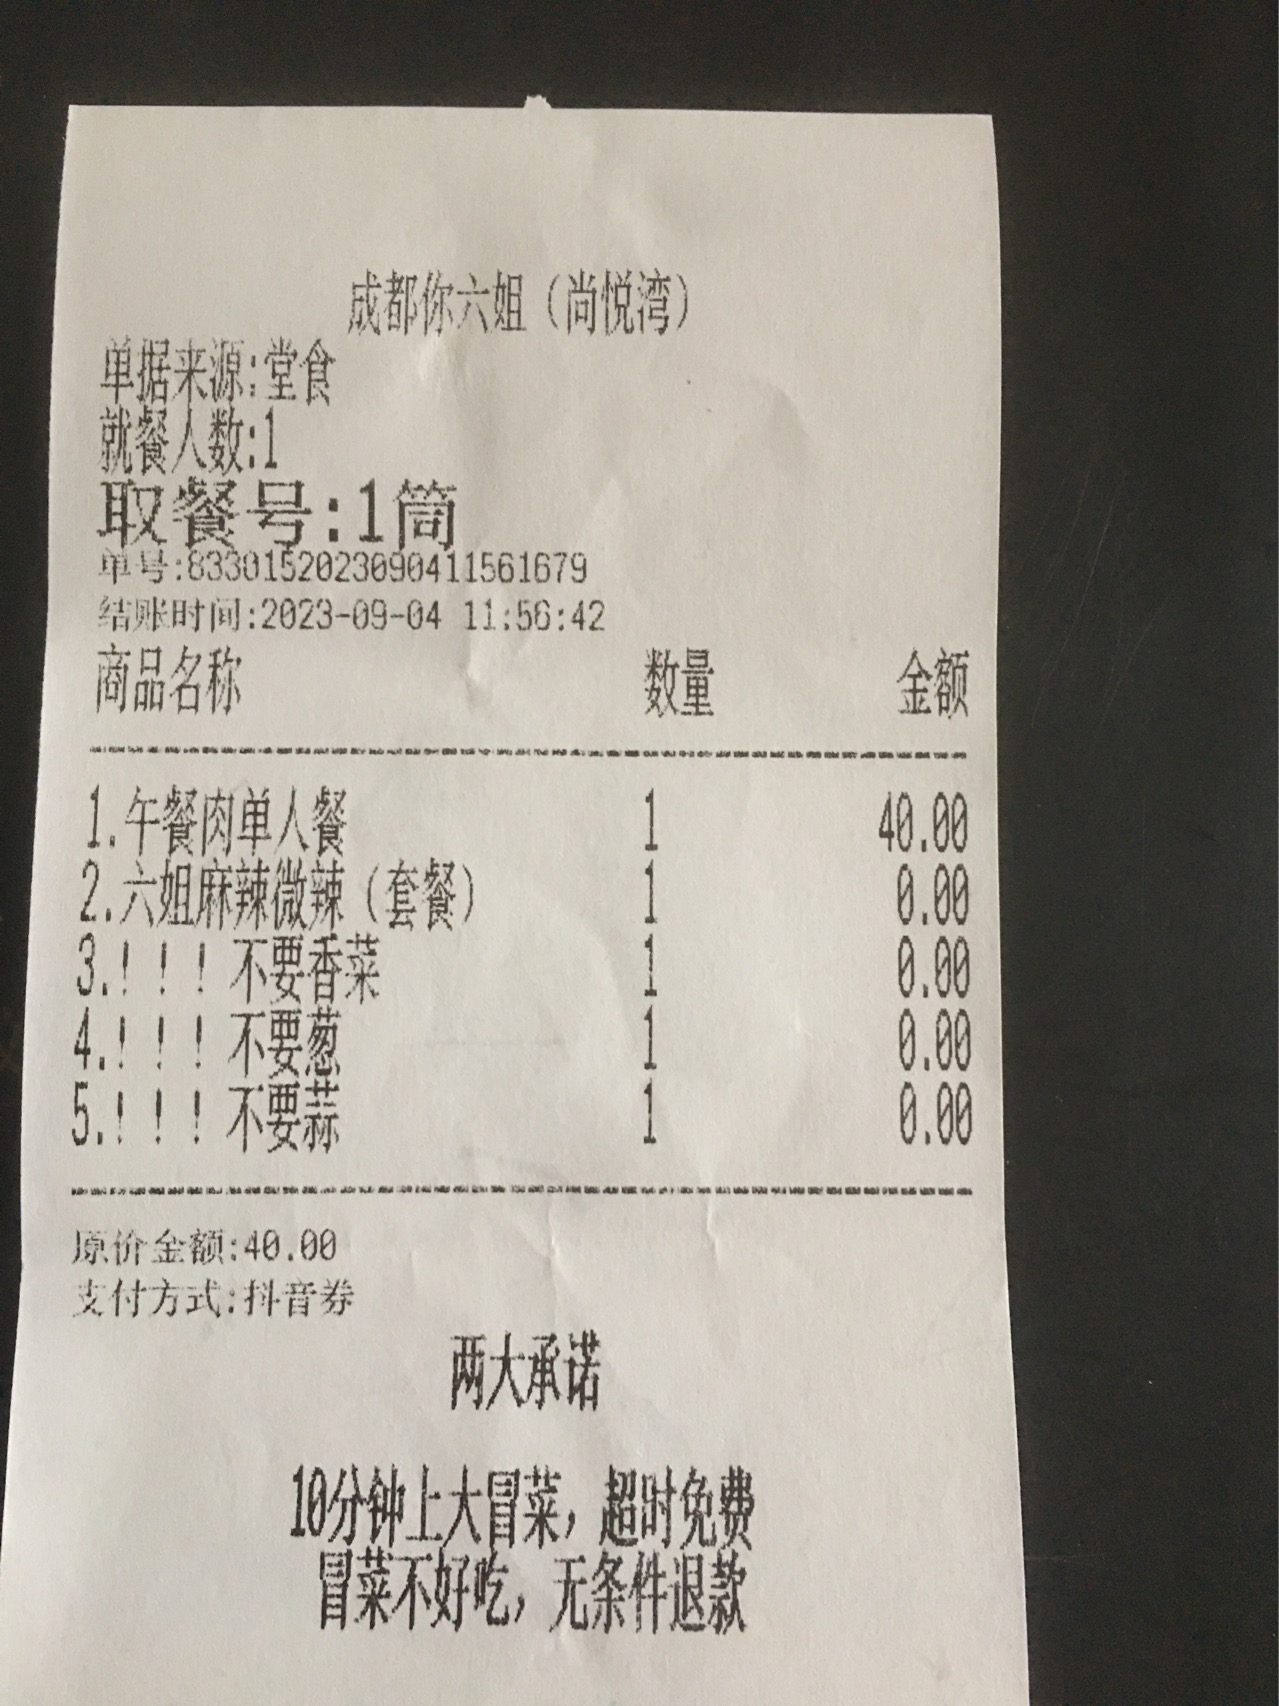 成都你六姐（尚悦湾）
单据来源:堂食
就餐人数:1
取餐号:1筒
单号:8330152023090411561679
结账时间:2023-09-04 11:56:42
商品名称 数量 金额
1.午餐肉单人餐 1 40.00
2.六姐麻辣微辣（套餐） 1 0.00
3.！！！不要香菜 1 0.00
4.！！！不要葱 1 0.00
5.！！！不要蒜 1 0.00
原价金额:40.00
支付方式:抖音券
两大承诺
10分钟上大冒菜，超时免费
冒菜不好吃，无条件退款